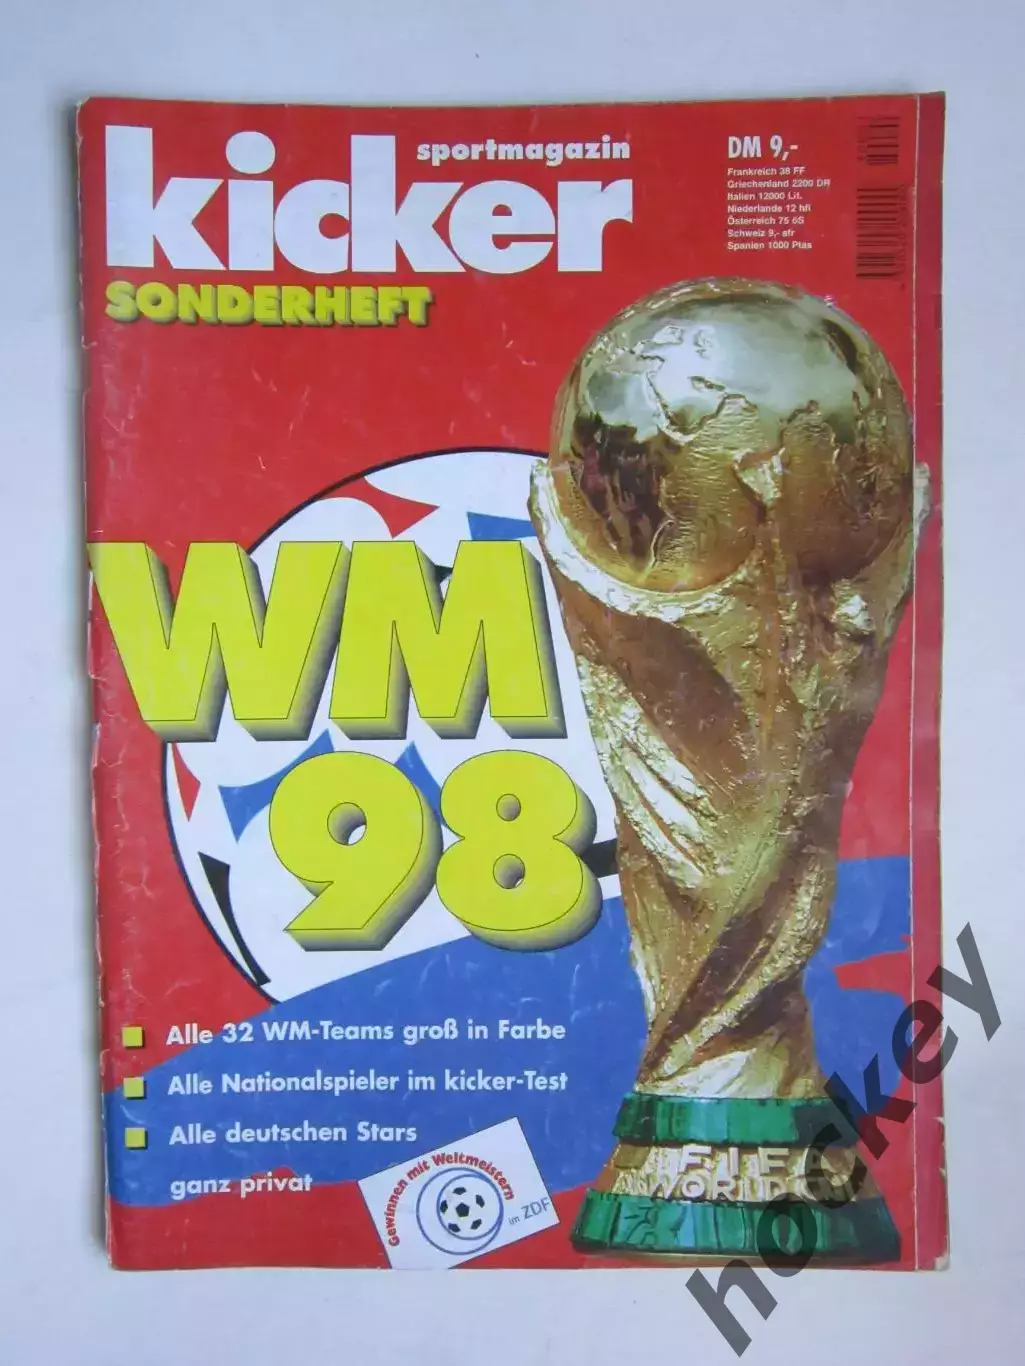 sportmagazin
kicker
SONDERHEFT
DM 9,-
Frankreich 38 FF
Griechenland 2200 DR
Italien 12000 Lit.
Niederlande 12 hfl
Österreich 75 öS
Schweiz 9,- sfr
Spanien 1000 Ptas
WM
98
Alle 32 WM-Teams groß in Farbe
Alle Nationalspieler im kicker-Test
Alle deutschen Stars
ganz privat
Gewinnen mit Weltmeistern
im ZDF
FIFA
WORLD CUP
hockey